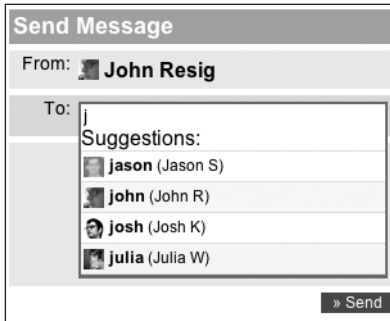 Send Message
From: John Resig
To: j
Suggestions:
jason (Jason S)
john (John R)
josh (Josh K)
julia (Julia W)
» Send